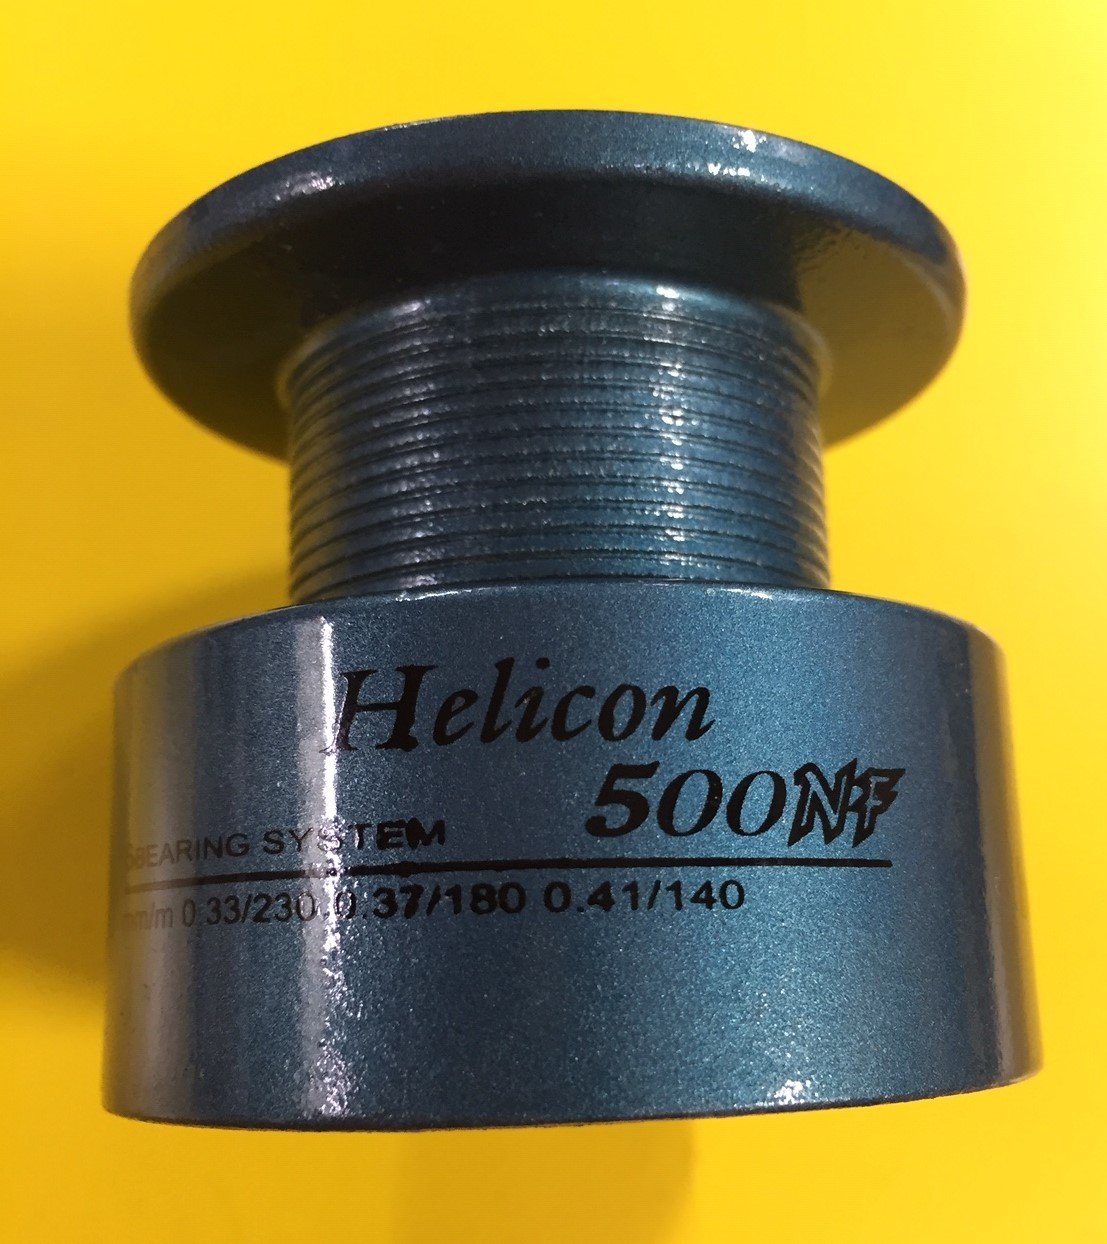 Helicon
500NF
BEARING SYSTEM
mm/m 0.33/230 0.37/180 0.41/140